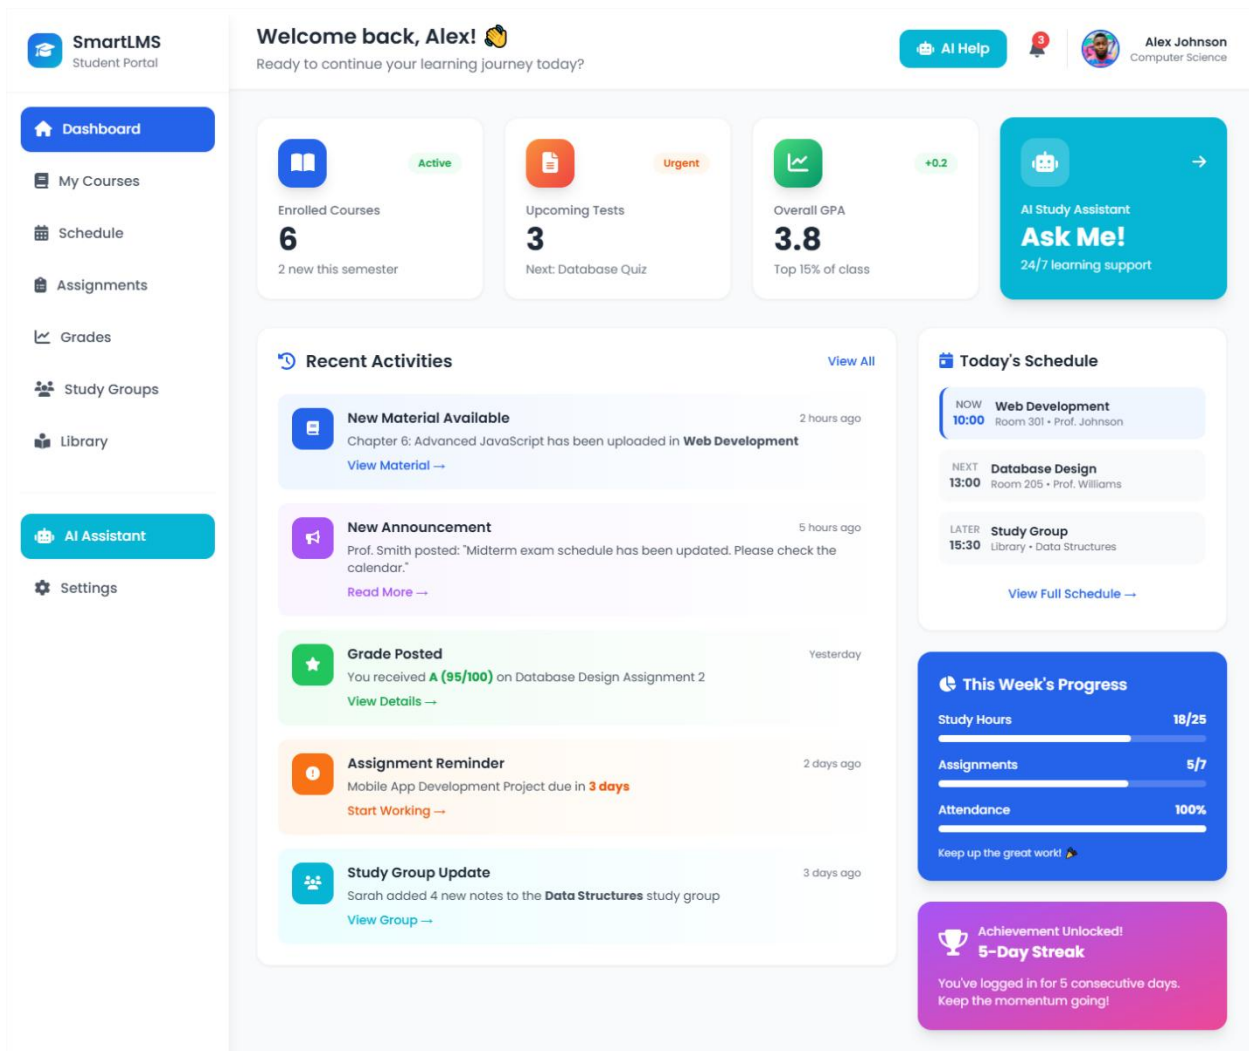 SmartLMS
Student Portal
Dashboard
My Courses
Schedule
Assignments
Grades
Study Groups
Library
AI Assistant
Settings
Welcome back, Alex! 👋
Ready to continue your learning journey today?
AI Help
3
Alex Johnson
Computer Science
Active
Enrolled Courses
6
2 new this semester
Urgent
Upcoming Tests
3
Next: Database Quiz
+0.2
Overall GPA
3.8
Top 15% of class
→
AI Study Assistant
Ask Me!
24/7 learning support
Recent Activities
View All
New Material Available
2 hours ago
Chapter 6: Advanced JavaScript has been uploaded in Web Development
View Material →
New Announcement
5 hours ago
Prof. Smith posted: "Midterm exam schedule has been updated. Please check the
calendar."
Read More →
Grade Posted
Yesterday
You received A (95/100) on Database Design Assignment 2
View Details →
Assignment Reminder
2 days ago
Mobile App Development Project due in 3 days
Start Working →
Study Group Update
3 days ago
Sarah added 4 new notes to the Data Structures study group
View Group →
Today's Schedule
NOW
10:00
Web Development
Room 301 • Prof. Johnson
NEXT
13:00
Database Design
Room 205 • Prof. Williams
LATER
15:30
Study Group
Library • Data Structures
View Full Schedule →
This Week's Progress
Study Hours 18/25
Assignments 5/7
Attendance 100%
Keep up the great work! 🎉
Achievement Unlocked!
5-Day Streak
You've logged in for 5 consecutive days.
Keep the momentum going!